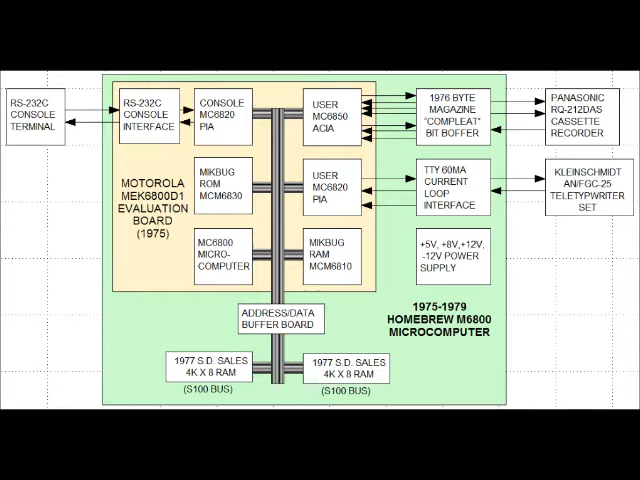 RS-232C
CONSOLE
TERMINAL
RS-232C
CONSOLE
INTERFACE
CONSOLE
MC6820
PIA
USER
MC6850
ACIA
1976 BYTE
MAGAZINE
"COMPLEAT"
BIT BOFFER
PANASONIC
RQ-212DAS
CASSETTE
RECORDER
MOTOROLA
MEK6800D1
EVALUATION
BOARD
(1975)
MIKBUG
ROM
MCM6830
USER
MC6820
PIA
TTY 60MA
CURRENT
LOOP
INTERFACE
KLEINSCHMIDT
AN/FGC-25
TELETYPWRITER
SET
MC6800
MICRO-
COMPUTER
MIKBUG
RAM
MCM6810
+5V, +8V,+12V,
-12V POWER
SUPPLY
ADDRESS/DATA
BUFFER BOARD
1975-1979
HOMEBREW M6800
MICROCOMPUTER
1977 S.D. SALES
4K X 8 RAM
(S100 BUS)
1977 S.D. SALES
4K X 8 RAM
(S100 BUS)